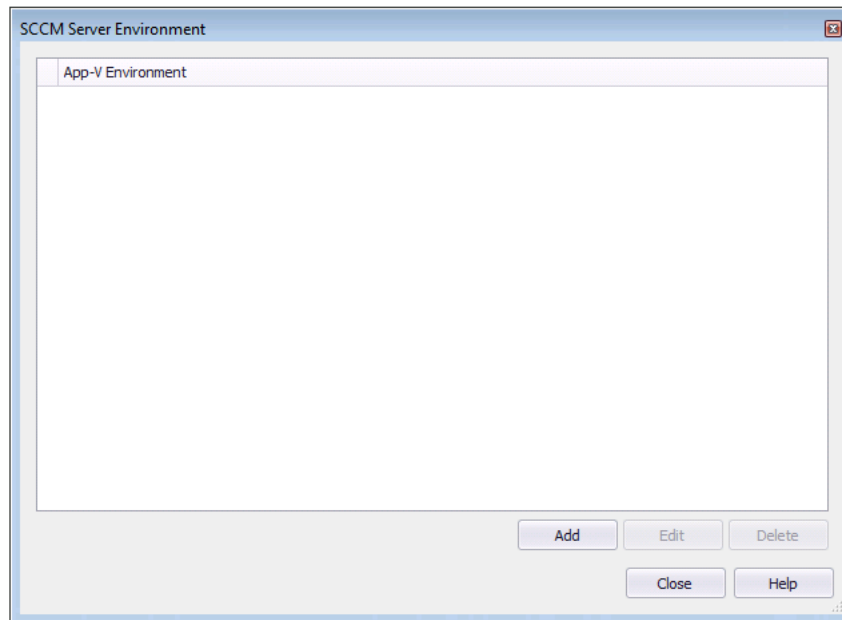 SCCM Server Environment
App-V Environment
Add Edit Delete
Close Help